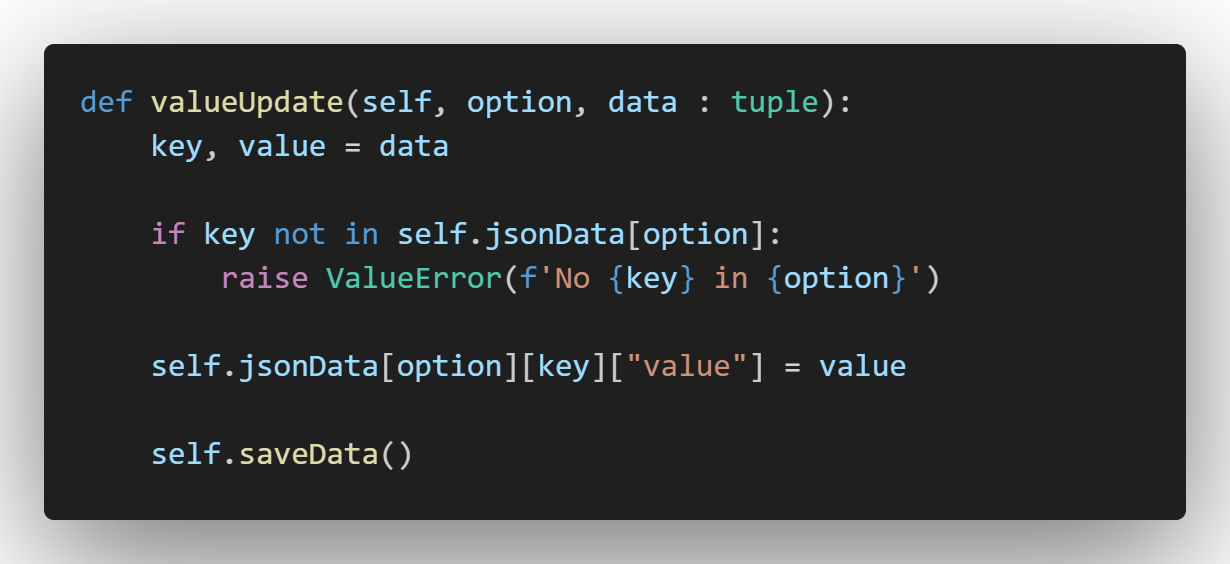 def valueUpdate(self, option, data : tuple):
    key, value = data

    if key not in self.jsonData[option]:
        raise ValueError(f'No {key} in {option}')

    self.jsonData[option][key]["value"] = value

    self.saveData()